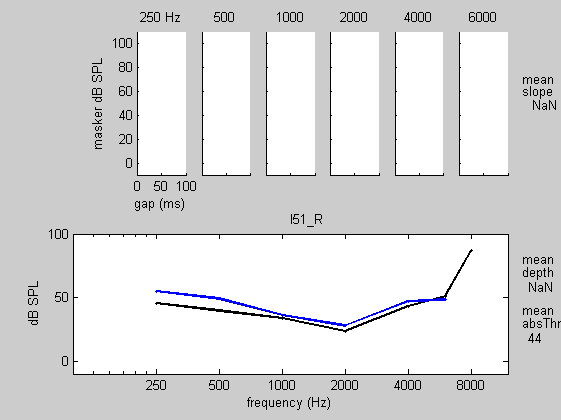 250 Hz 500 1000 2000 4000 6000
masker dB SPL
100
80
60
40
20
0
0 50 100
gap (ms)
mean
slope
NaN
I51_R
dB SPL
100
50
0
250 500 1000 2000 4000 8000
frequency (Hz)
mean
depth
NaN
mean
absThr
44